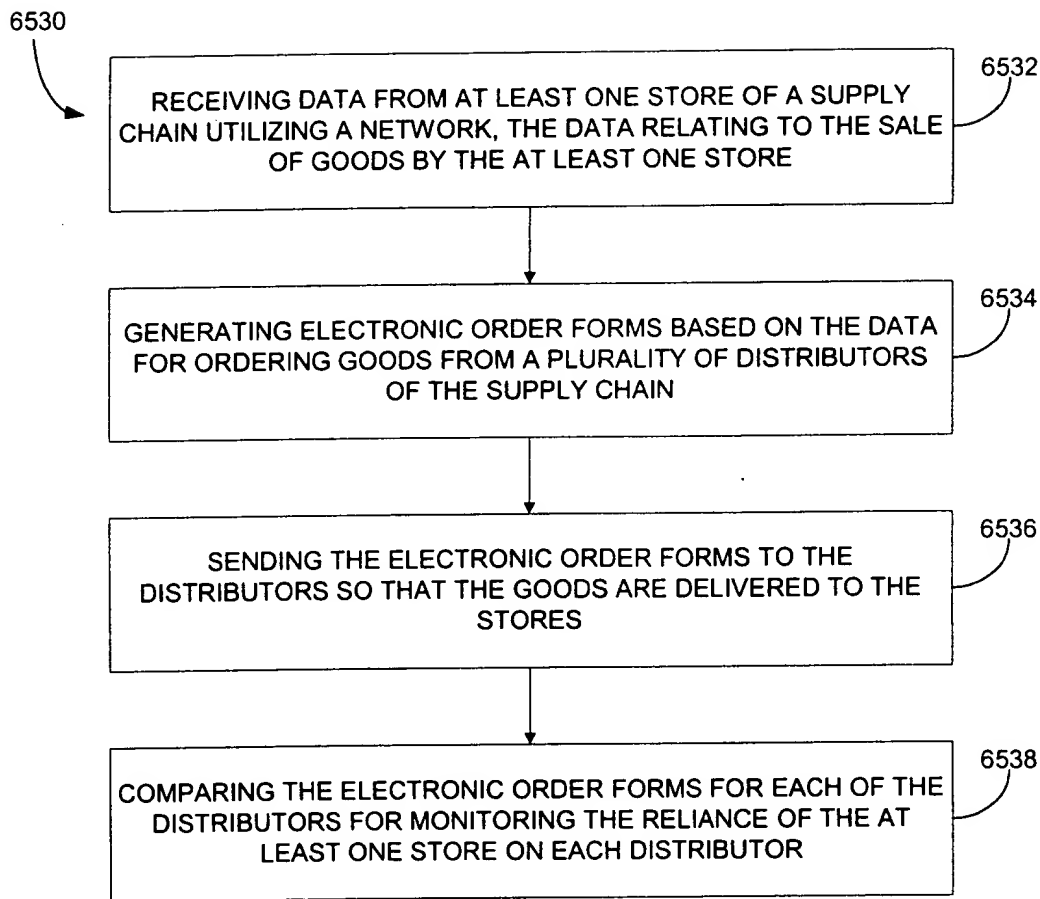 6530
6532
RECEIVING DATA FROM AT LEAST ONE STORE OF A SUPPLY
CHAIN UTILIZING A NETWORK, THE DATA RELATING TO THE SALE
OF GOODS BY THE AT LEAST ONE STORE
6534
GENERATING ELECTRONIC ORDER FORMS BASED ON THE DATA
FOR ORDERING GOODS FROM A PLURALITY OF DISTRIBUTORS
OF THE SUPPLY CHAIN
6536
SENDING THE ELECTRONIC ORDER FORMS TO THE
DISTRIBUTORS SO THAT THE GOODS ARE DELIVERED TO THE
STORES
6538
COMPARING THE ELECTRONIC ORDER FORMS FOR EACH OF THE
DISTRIBUTORS FOR MONITORING THE RELIANCE OF THE AT
LEAST ONE STORE ON EACH DISTRIBUTOR